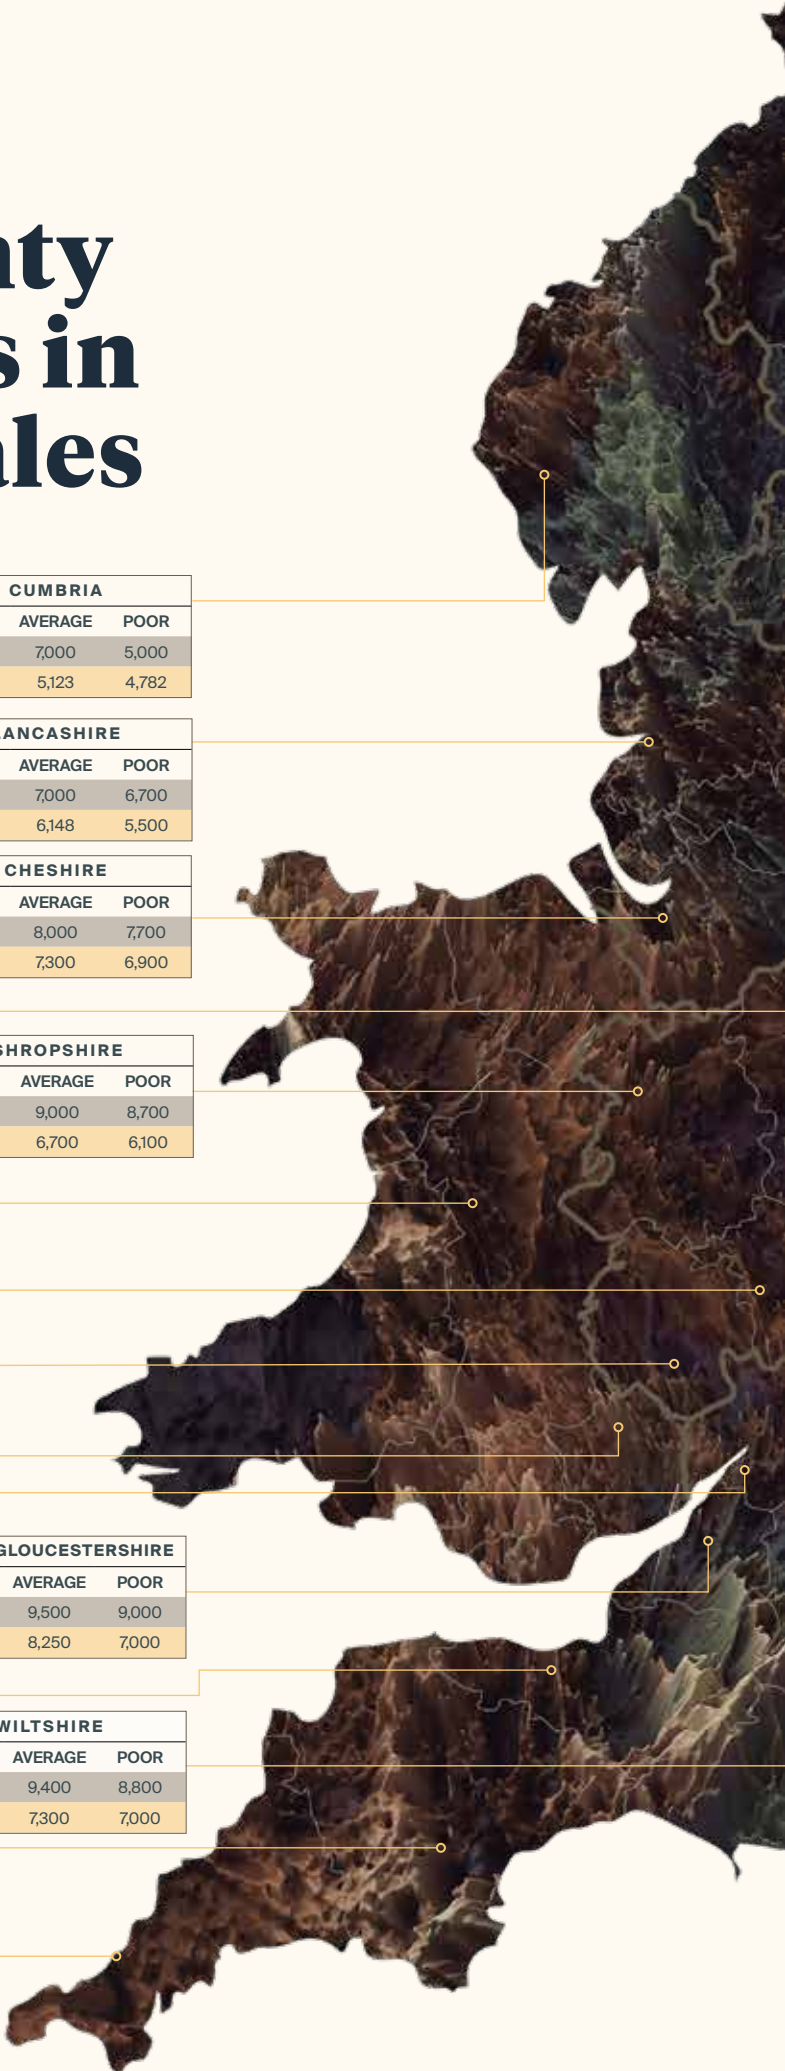 nty
s in
ales
CUMBRIA
AVERAGE POOR
7,000 5,000
5,123 4,782
LANCASHIRE
AVERAGE POOR
7,000 6,700
6,148 5,500
CHESHIRE
AVERAGE POOR
8,000 7,700
7,300 6,900
SHROPSHIRE
AVERAGE POOR
9,000 8,700
6,700 6,100
GLOUCESTERSHIRE
AVERAGE POOR
9,500 9,000
8,250 7,000
WILTSHIRE
AVERAGE POOR
9,400 8,800
7,300 7,000